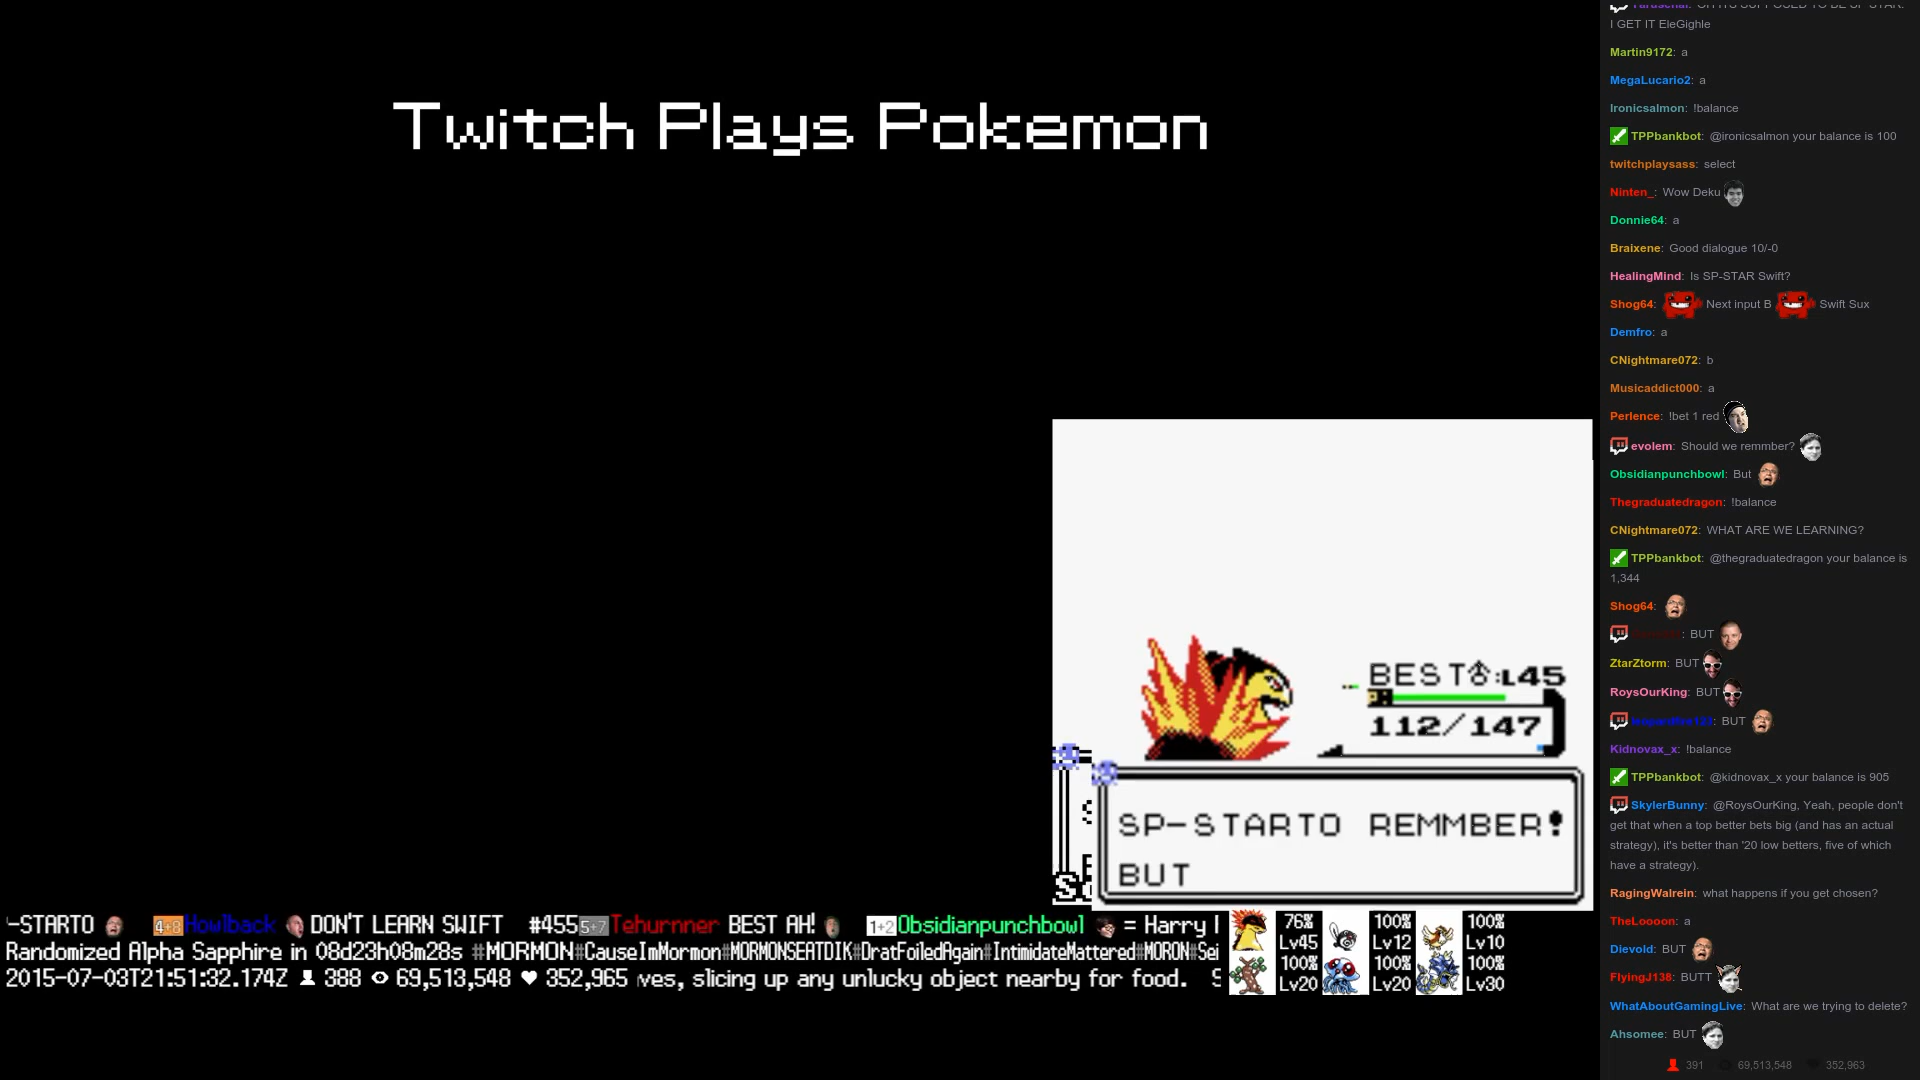 Twitch Plays Pokemon
BEST♂:L45
112/147
SP-STARTO REMMBER!
BUT
-STARTO 4+8 Howlback DON'T LEARN SWIFT #455 5+7 Tehurnner BEST AH! 1+2 Obsidianpunchbowl = Harry
Randomized Alpha Sapphire in 08d23h08m28s #MORMON#CauseImMormon#MORMONSEATDIK#DratFoiledAgain#IntimidateMattered#MORON#Sei
2015-07-03T21:51:32.174Z 388 69,513,548 352,965 ves, slicing up any unlucky object nearby for food. S
76% 100% 100%
Lv45 Lv12 Lv10
100% 100% 100%
Lv20 Lv20 Lv30
I GET IT EleGighle
Martin9172: a
MegaLucario2: a
Ironicsalmon: !balance
TPPbankbot: @ironicsalmon your balance is 100
twitchplaysass: select
Ninten_: Wow Deku
Donnie64: a
Braixene: Good dialogue 10/-0
HealingMind: Is SP-STAR Swift?
Shog64: Next input B Swift Sux
Demfro: a
CNightmare072: b
Musicaddict000: a
Perlence: !bet 1 red
evolem: Should we remmber?
Obsidianpunchbowl: But
Thegraduatedragon: !balance
CNightmare072: WHAT ARE WE LEARNING?
TPPbankbot: @thegraduatedragon your balance is
1,344
Shog64:
: BUT
ZtarZtorm: BUT
RoysOurKing: BUT
: BUT
Kidnovax_x: !balance
TPPbankbot: @kidnovax_x your balance is 905
SkylerBunny: @RoysOurKing, Yeah, people don't
get that when a top better bets big (and has an actual
strategy), it's better than '20 low betters, five of which
have a strategy).
RagingWalrein: what happens if you get chosen?
TheLoooon: a
Dievold: BUT
FlyingJ138: BUTT
WhatAboutGamingLive: What are we trying to delete?
Ahsomee: BUT
391 69,513,548 352,963